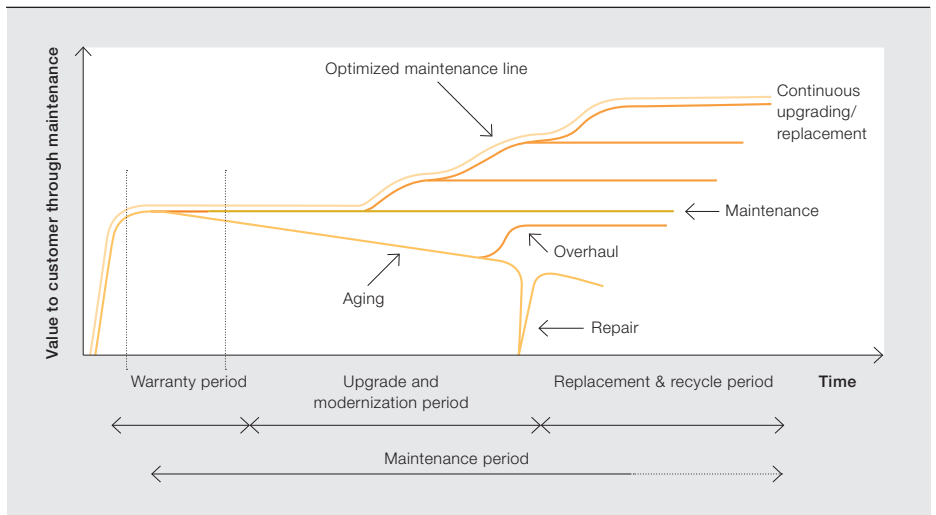 Value to customer through maintenance
Optimized maintenance line
Continuous
upgrading/
replacement
Maintenance
Overhaul
Aging
Repair
Warranty period
Upgrade and
modernization period
Replacement & recycle period
Time
Maintenance period